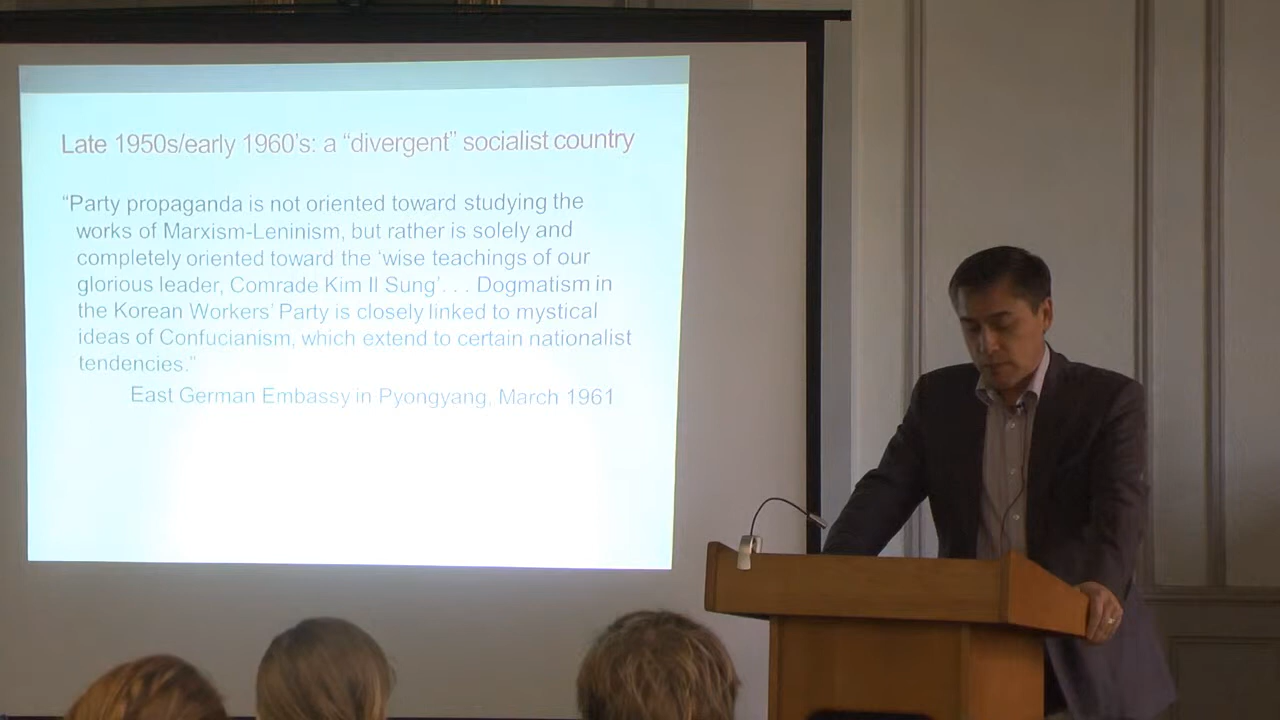 Late 1950s/early 1960's: a “divergent” socialist country
“Party propaganda is not oriented toward studying the
works of Marxism-Leninism, but rather is solely and
completely oriented toward the ‘wise teachings of our
glorious leader, Comrade Kim Il Sung’. . . Dogmatism in
the Korean Workers’ Party is closely linked to mystical
ideas of Confucianism, which extend to certain nationalist
tendencies.”
East German Embassy in Pyongyang, March 1961